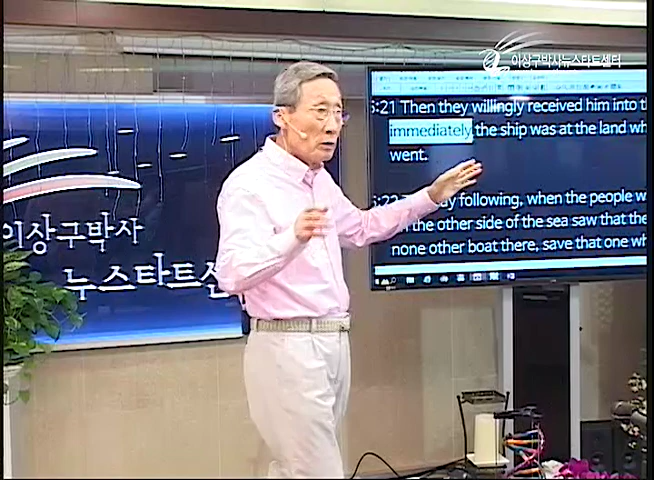 이상구박사뉴스타트센터
:21 Then they willingly received him into t
immediately the ship was at the land wh
went.
following, when the people w
the other side of the sea saw that the
none other boat there, save that one wh
이상구박사
뉴스타트센